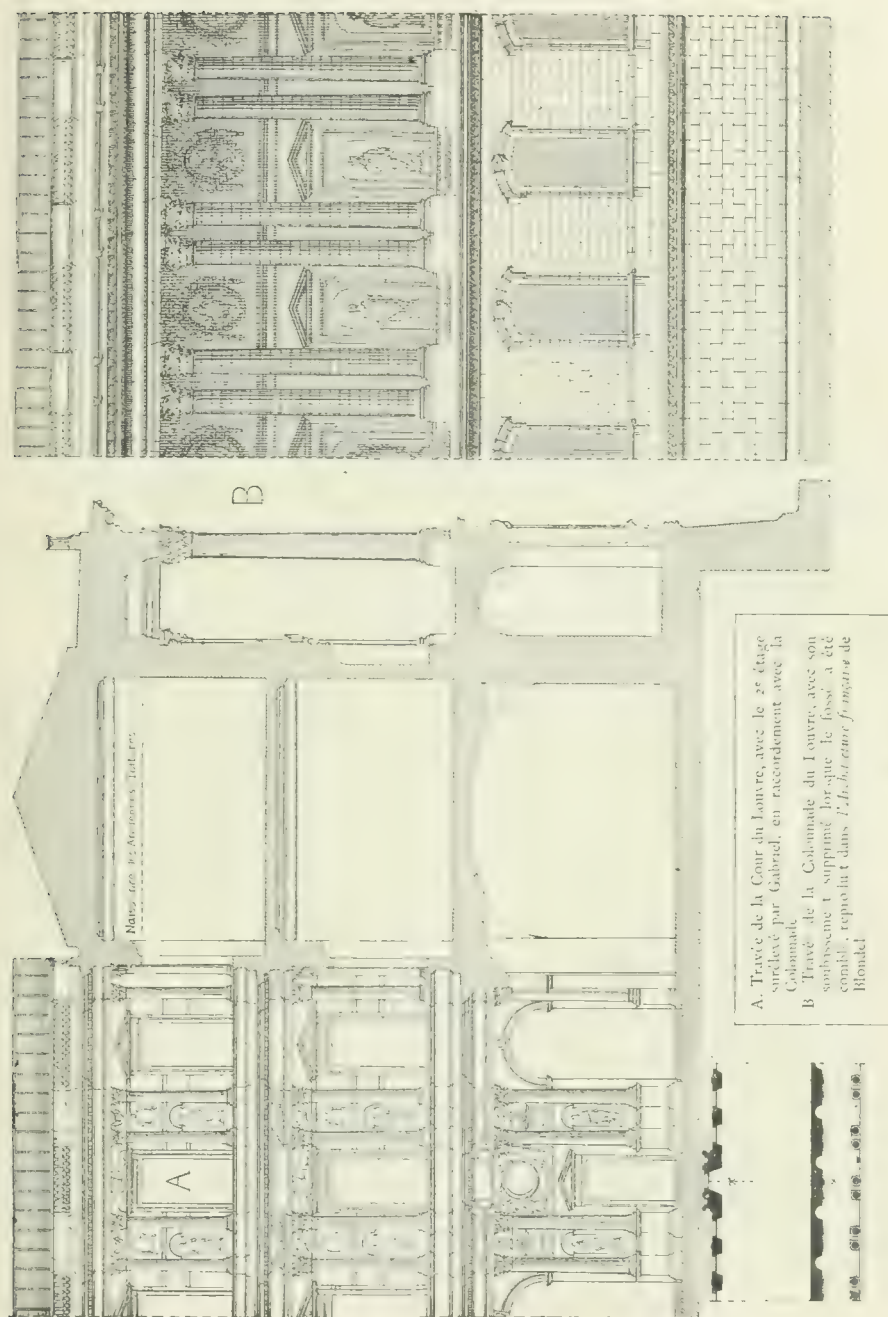 A
B
A. Travée de la Cour du Louvre, avec le 2e étage
surélevé par Gabriel, en raccordement avec la
Colonnade
B Travé de la Colonnade du Louvre, avec son
soubassement supprimé lorsque le fossé a été
comblé, reproduit dans l'Architecture française de
Blondel